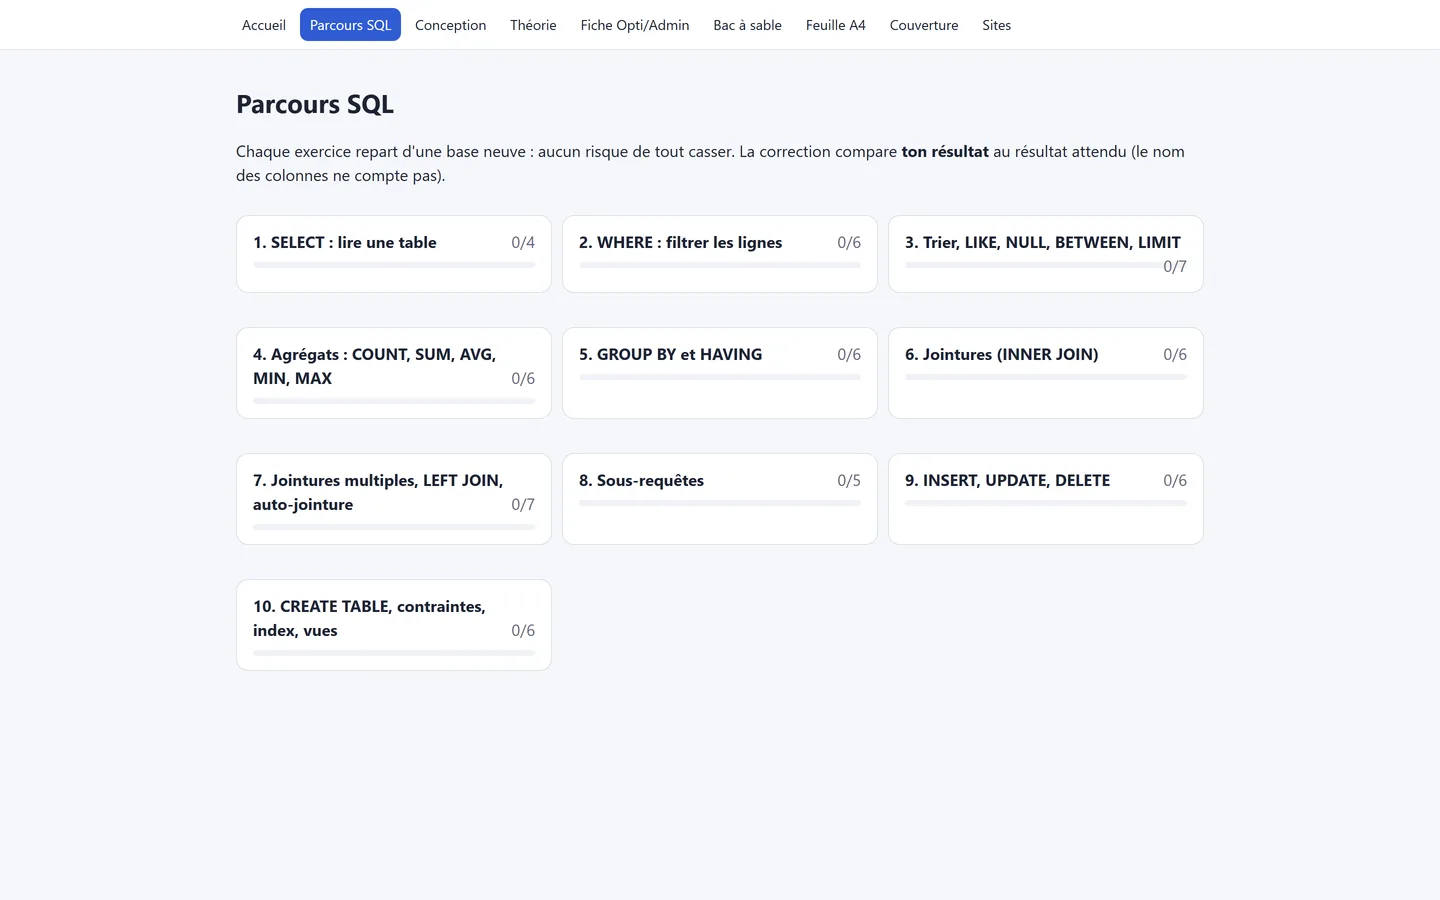 Accueil Parcours SQL Conception Théorie Fiche Opti/Admin Bac à sable Feuille A4 Couverture Sites
Parcours SQL
Chaque exercice repart d'une base neuve : aucun risque de tout casser. La correction compare ton résultat au résultat attendu (le nom
des colonnes ne compte pas).
1. SELECT : lire une table 0/4
2. WHERE : filtrer les lignes 0/6
3. Trier, LIKE, NULL, BETWEEN, LIMIT
0/7
4. Agrégats : COUNT, SUM, AVG,
MIN, MAX 0/6
5. GROUP BY et HAVING 0/6
6. Jointures (INNER JOIN) 0/6
7. Jointures multiples, LEFT JOIN,
auto-jointure 0/7
8. Sous-requêtes 0/5
9. INSERT, UPDATE, DELETE 0/6
10. CREATE TABLE, contraintes,
index, vues 0/6